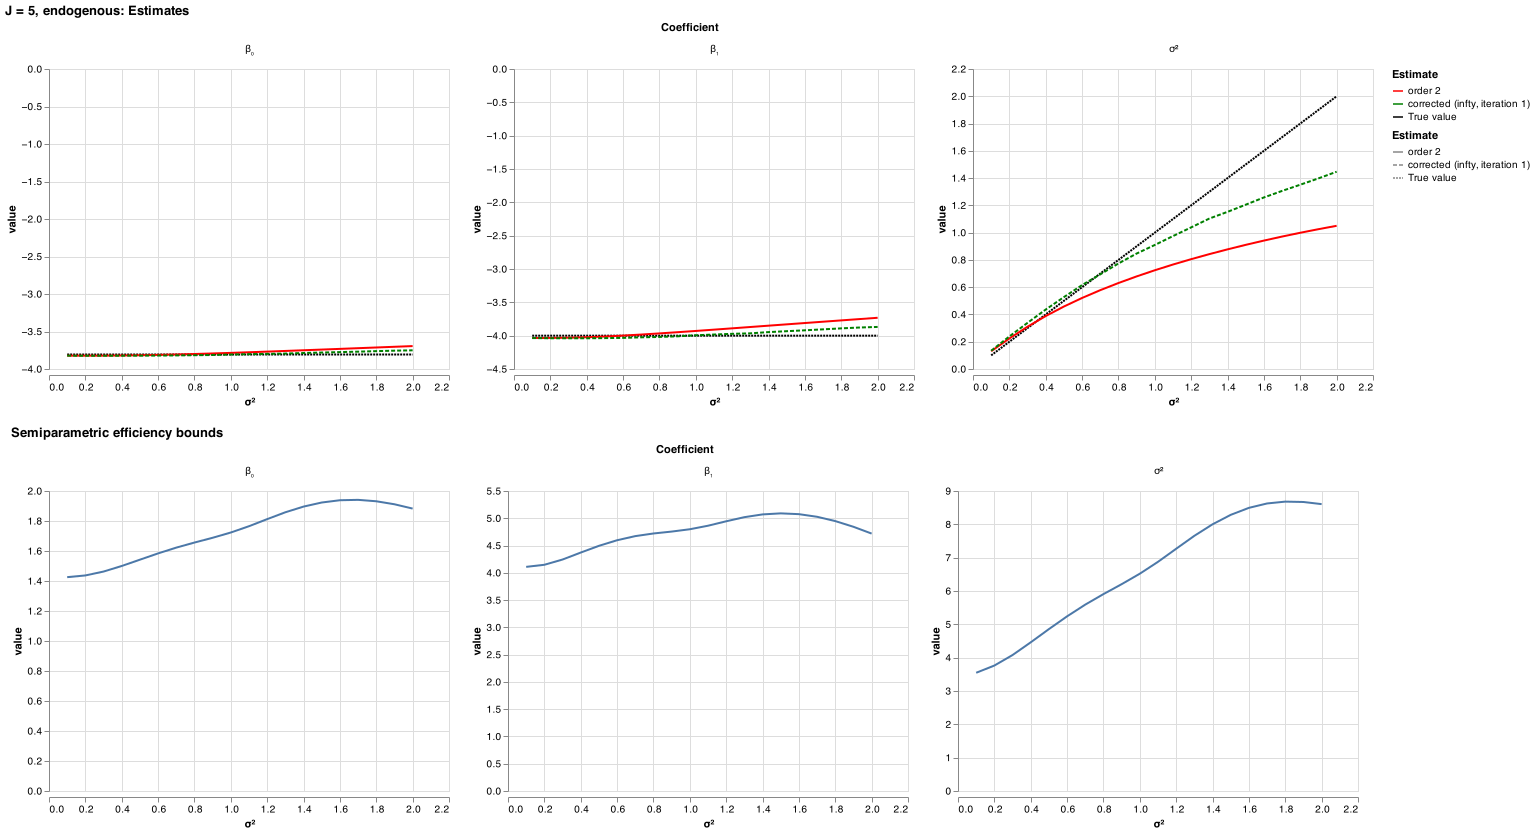 J = 5, endogenous: Estimates
Coefficient
β₀ β₁ σ²
0.0 −0.5 −1.0 −1.5 −2.0 −2.5 −3.0 −3.5 −4.0
value
0.0 0.2 0.4 0.6 0.8 1.0 1.2 1.4 1.6 1.8 2.0 2.2
σ²
0.0 −0.5 −1.0 −1.5 −2.0 −2.5 −3.0 −3.5 −4.0 −4.5
value
0.0 0.2 0.4 0.6 0.8 1.0 1.2 1.4 1.6 1.8 2.0 2.2
σ²
2.2 2.0 1.8 1.6 1.4 1.2 1.0 0.8 0.6 0.4 0.2 0.0
value
0.0 0.2 0.4 0.6 0.8 1.0 1.2 1.4 1.6 1.8 2.0 2.2
σ²
Estimate
order 2
corrected (infty, iteration 1)
True value
Estimate
order 2
corrected (infty, iteration 1)
True value
Semiparametric efficiency bounds
Coefficient
β₀ β₁ σ²
2.0 1.8 1.6 1.4 1.2 1.0 0.8 0.6 0.4 0.2 0.0
value
0.0 0.2 0.4 0.6 0.8 1.0 1.2 1.4 1.6 1.8 2.0 2.2
σ²
5.5 5.0 4.5 4.0 3.5 3.0 2.5 2.0 1.5 1.0 0.5 0.0
value
0.0 0.2 0.4 0.6 0.8 1.0 1.2 1.4 1.6 1.8 2.0 2.2
σ²
9 8 7 6 5 4 3 2 1 0
value
0.0 0.2 0.4 0.6 0.8 1.0 1.2 1.4 1.6 1.8 2.0 2.2
σ²